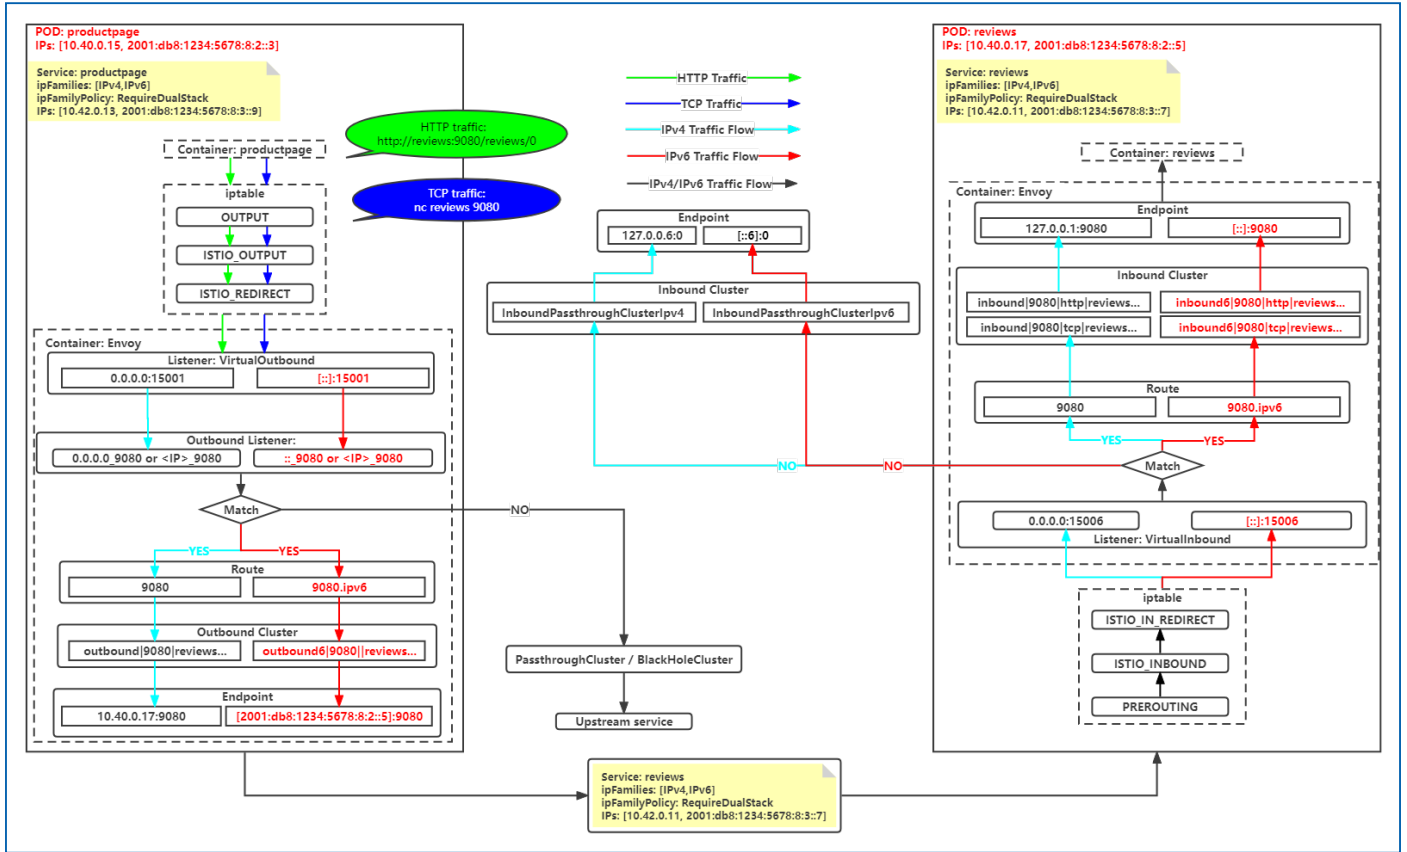 POD: productpage
IPs: [10.40.0.15, 2001:db8:1234:5678:8:2::3]
Service: productpage
ipFamilies: [IPv4,IPv6]
ipFamilyPolicy: RequireDualStack
IPs: [10.42.0.13, 2001:db8:1234:5678:8:3::9]
HTTP traffic:
http://reviews:9080/reviews/0
TCP traffic:
nc reviews 9080
Container: productpage
iptable
OUTPUT
ISTIO_OUTPUT
ISTIO_REDIRECT
Container: Envoy
Listener: VirtualOutbound
0.0.0.0:15001
[::]:15001
Outbound Listener:
0.0.0.0_9080 or <IP>_9080
::_9080 or <IP>_9080
Match
NO
YES
YES
Route
9080
9080.ipv6
Outbound Cluster
outbound|9080|reviews...
outbound6|9080||reviews...
Endpoint
10.40.0.17:9080
[2001:db8:1234:5678:8:2::5]:9080
HTTP Traffic
TCP Traffic
IPv4 Traffic Flow
IPv6 Traffic Flow
IPv4/IPv6 Traffic Flow
Endpoint
127.0.0.6:0
[::6]:0
Inbound Cluster
InboundPassthroughClusterIpv4
InboundPassthroughClusterIpv6
NO
NO
PassthroughCluster / BlackHoleCluster
Upstream service
Service: reviews
ipFamilies: [IPv4,IPv6]
ipFamilyPolicy: RequireDualStack
IPs: [10.42.0.11, 2001:db8:1234:5678:8:3::7]
POD: reviews
IPs: [10.40.0.17, 2001:db8:1234:5678:8:2::5]
Service: reviews
ipFamilies: [IPv4,IPv6]
ipFamilyPolicy: RequireDualStack
IPs: [10.42.0.11, 2001:db8:1234:5678:8:3::7]
Container: reviews
Container: Envoy
Endpoint
127.0.0.1:9080
[::]:9080
Inbound Cluster
inbound|9080|http|reviews...
inbound6|9080|http|reviews...
inbound|9080|tcp|reviews...
inbound6|9080|tcp|reviews...
Route
9080
9080.ipv6
YES
YES
Match
0.0.0.0:15006
[::]:15006
Listener: VirtualInbound
iptable
ISTIO_IN_REDIRECT
ISTIO_INBOUND
PREROUTING